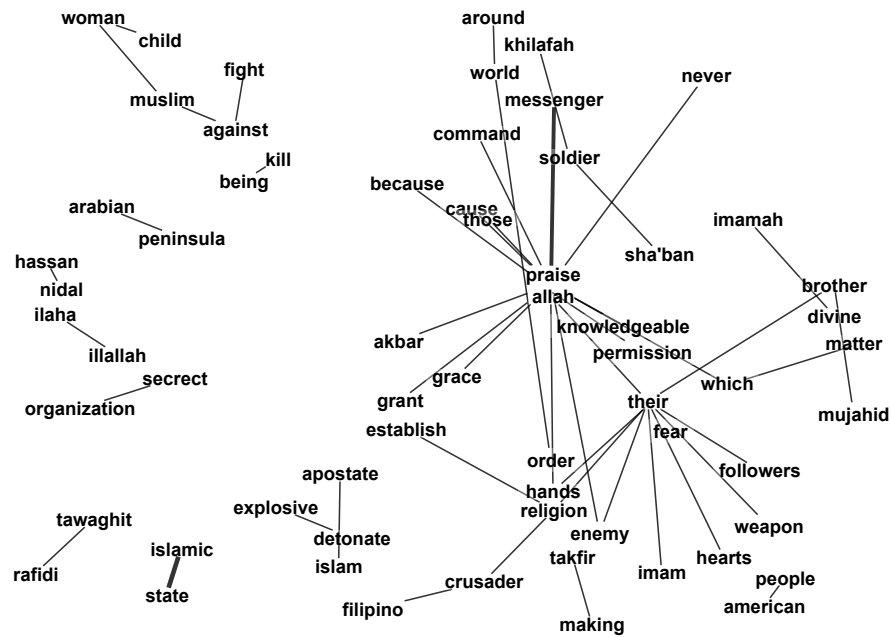 woman
child
fight
muslim
against
kill
being
arabian
peninsula
hassan
nidal
ilaha
illallah
secrect
organization
tawaghit
rafidi
islamic
state
apostate
explosive
detonate
islam
around
khilafah
world
messenger
never
command
soldier
because
cause
those
sha'ban
imamah
praise
allah
brother
divine
knowledgeable
matter
akbar
permission
grace
which
grant
their
mujahid
establish
fear
order
followers
hands
religion
weapon
enemy
takfir
hearts
imam
crusader
people
american
filipino
making